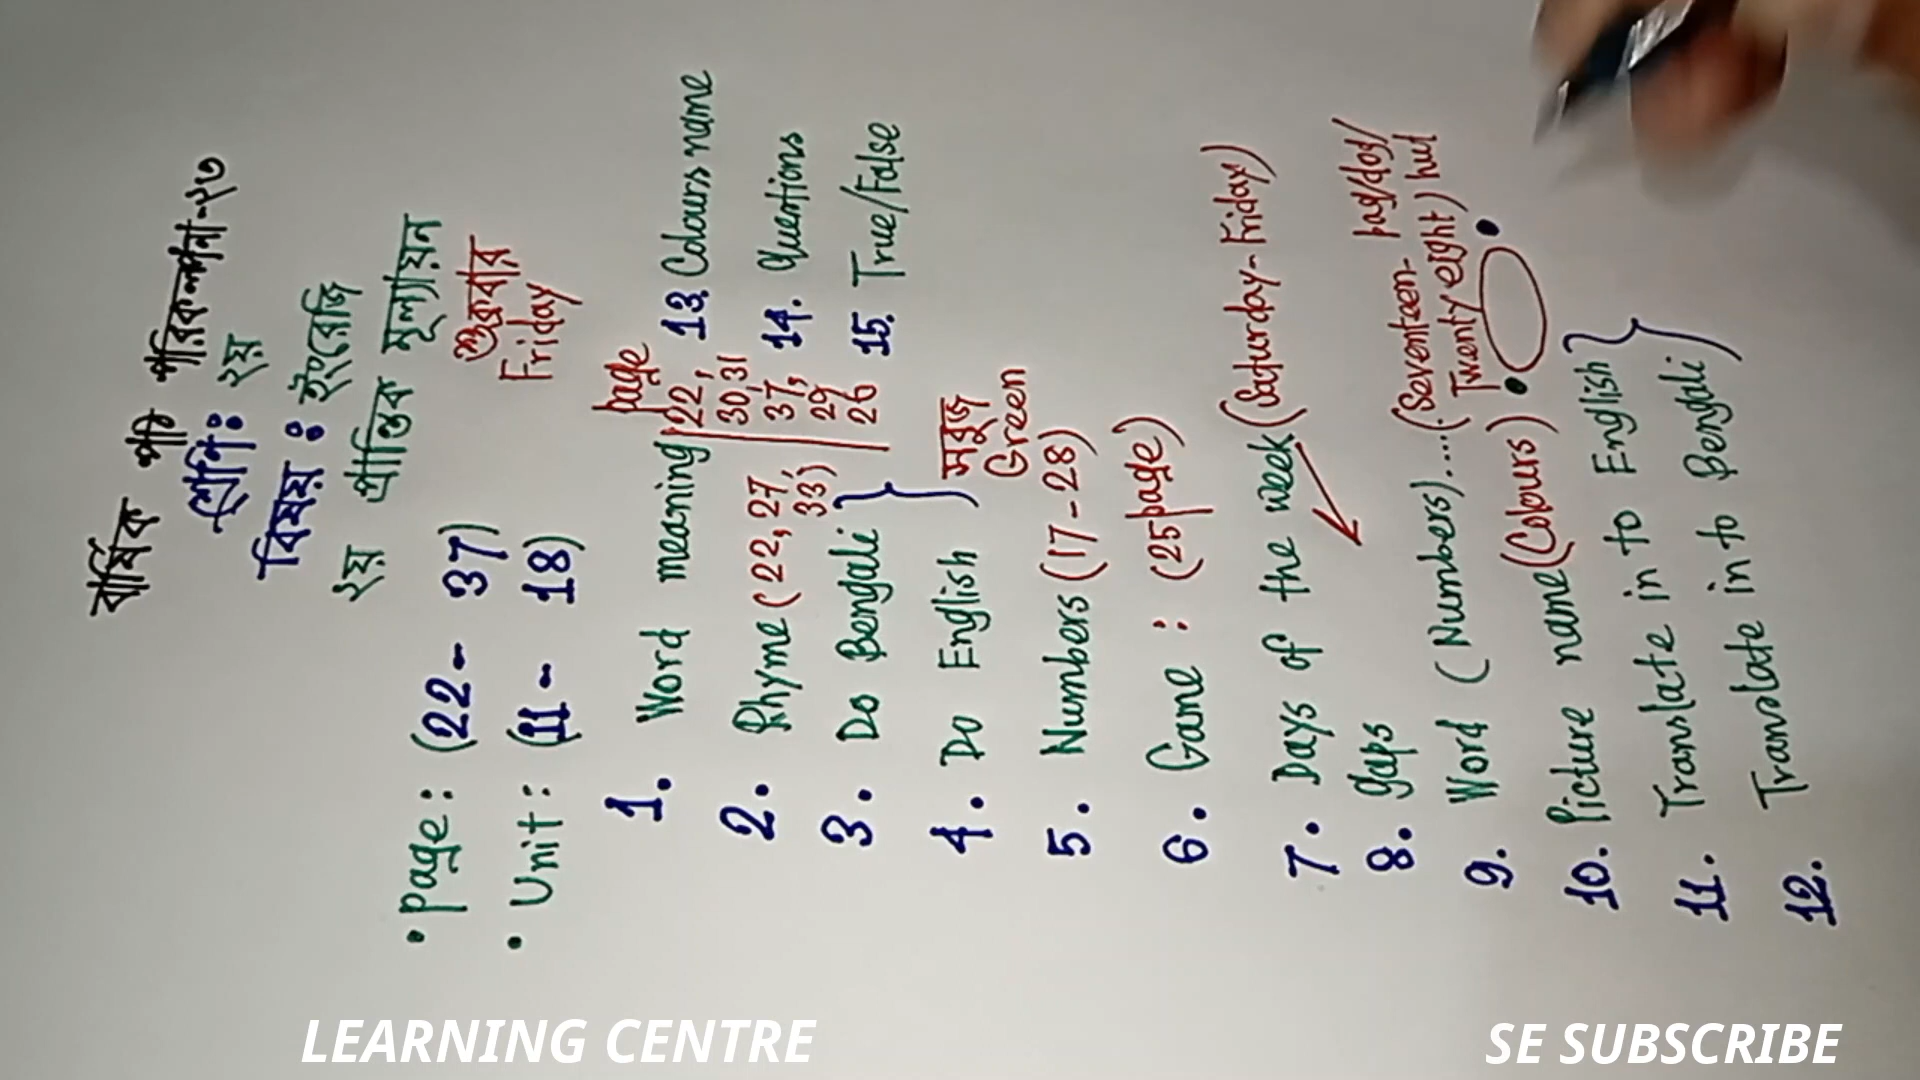 বার্ষিক পাঠ পরিকল্পনা-২৩
শ্রেণি: ২য়
বিষয়: ইংরেজি
২য় প্রান্তিক মূল্যায়ন
• Page: (22- 37)
শুক্রবার
Friday
• Unit: (11- 18)
1. Word meaning
page
22,
30,31
37,
29
26
13. Colours name
2. Rhyme (22, 27, 33)
14. Questions
3. Do Bengali
15. True/False
4. Do English
সবুজ
Green
5. Numbers (17-28)
6. Game : (25 page)
7. Days of the week (Saturday-Friday)
8. Gaps
9. Word (Numbers)....(Seventeen-
Twenty eight)
bag/dog/
hut
10. Picture name (Colours)
11. Translate in to English
12. Translate in to Bengali
LEARNING CENTRE
SE SUBSCRIBE